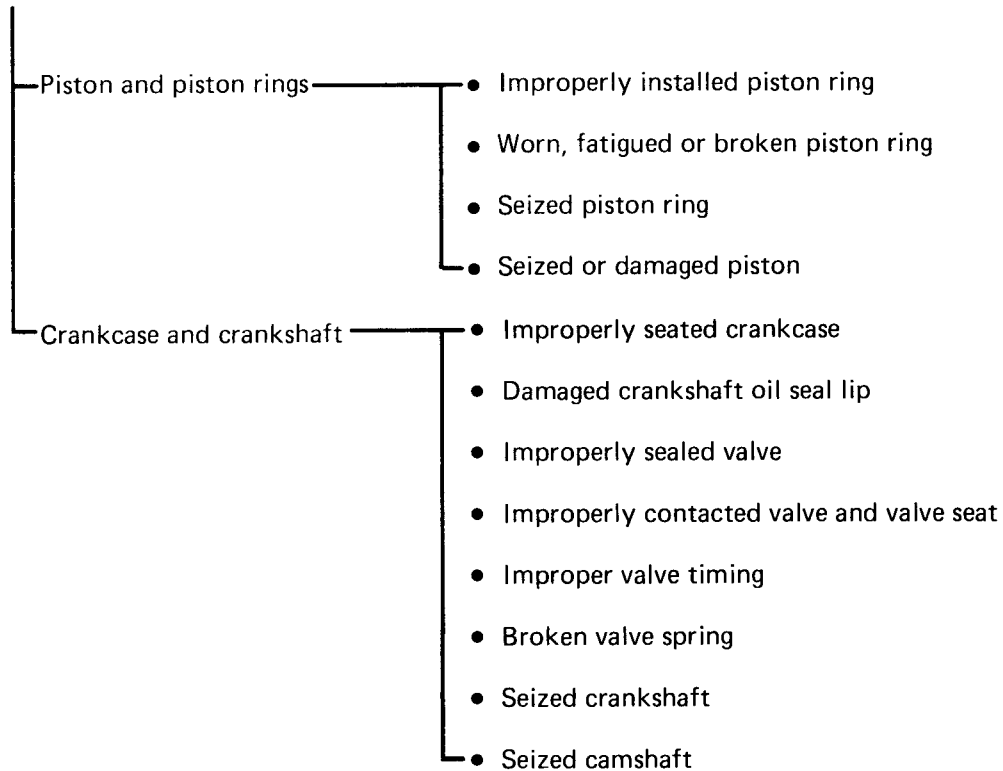 Piston and piston rings
● Improperly installed piston ring
● Worn, fatigued or broken piston ring
● Seized piston ring
● Seized or damaged piston
Crankcase and crankshaft
● Improperly seated crankcase
● Damaged crankshaft oil seal lip
● Improperly sealed valve
● Improperly contacted valve and valve seat
● Improper valve timing
● Broken valve spring
● Seized crankshaft
● Seized camshaft